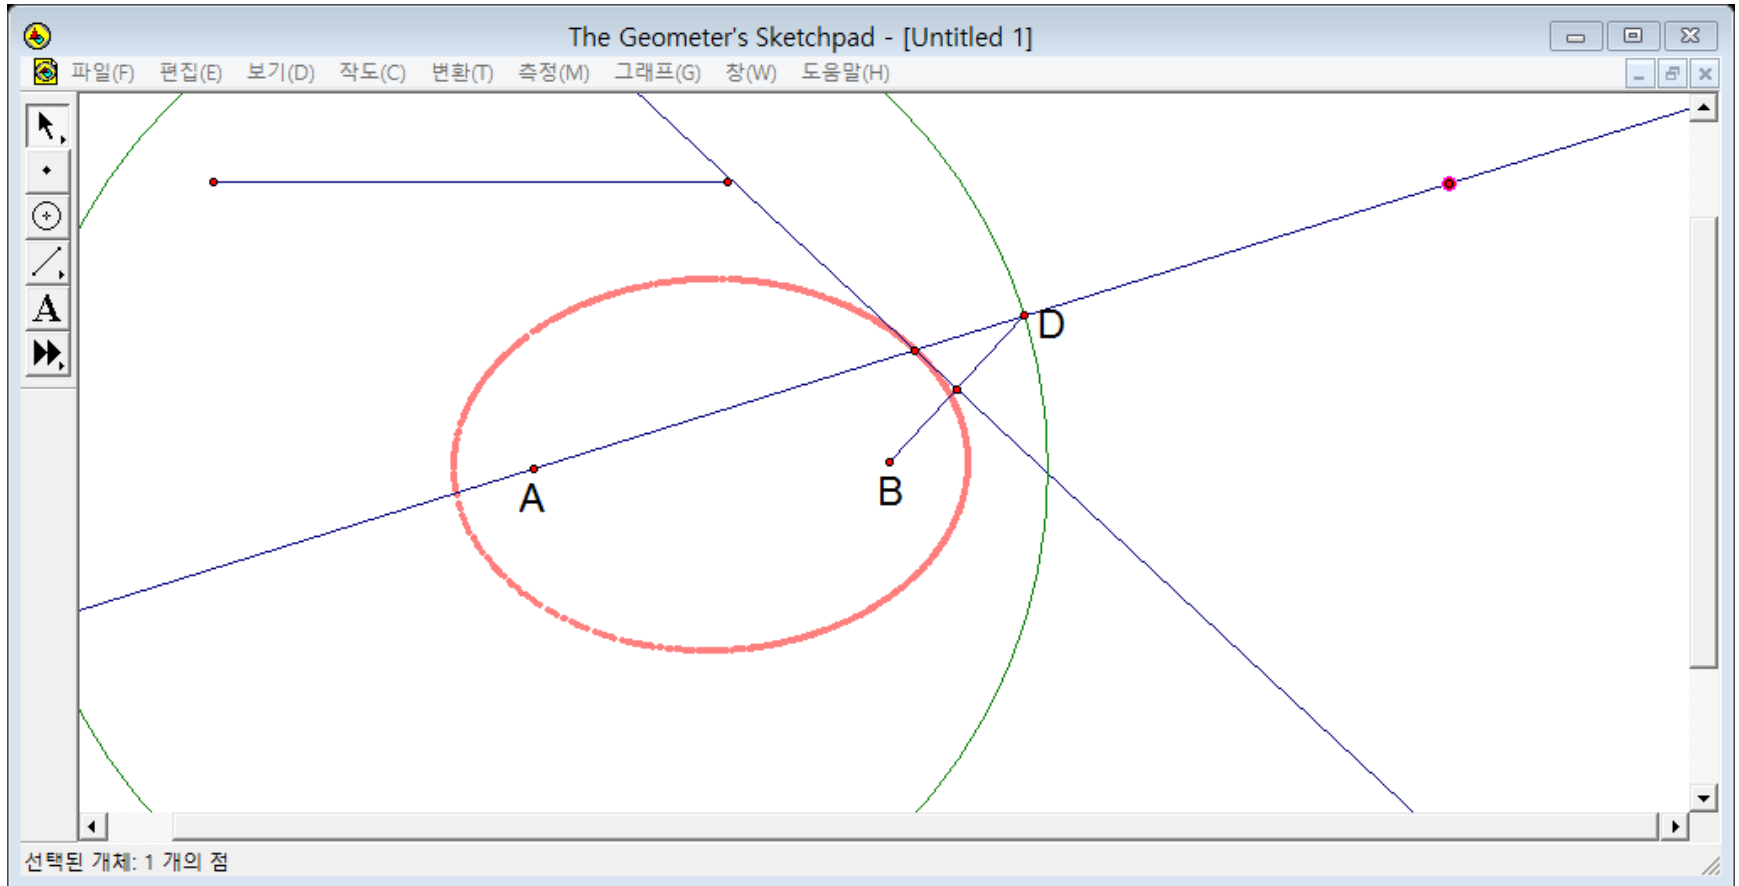 The Geometer's Sketchpad - [Untitled 1]
파일(F) 편집(E) 보기(D) 작도(C) 변환(T) 측정(M) 그래프(G) 창(W) 도움말(H)
A
D
A
B
선택된 개체: 1 개의 점